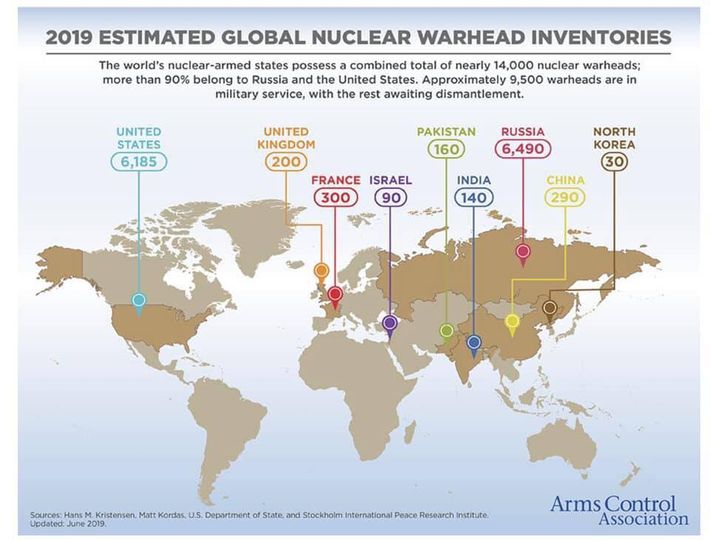 2019 ESTIMATED GLOBAL NUCLEAR WARHEAD INVENTORIES
The world's nuclear-armed states possess a combined total of nearly 14,000 nuclear warheads;
more than 90% belong to Russia and the United States. Approximately 9,500 warheads are in
military service, with the rest awaiting dismantlement.
UNITED
STATES
6,185
UNITED
KINGDOM
200
FRANCE
300
ISRAEL
90
PAKISTAN
160
INDIA
140
RUSSIA
6,490
CHINA
290
NORTH
KOREA
30
Sources: Hans M. Kristensen, Matt Kordas, U.S. Department of State, and Stockholm International Peace Research Institute.
Updated: June 2019.
Arms Control
Association